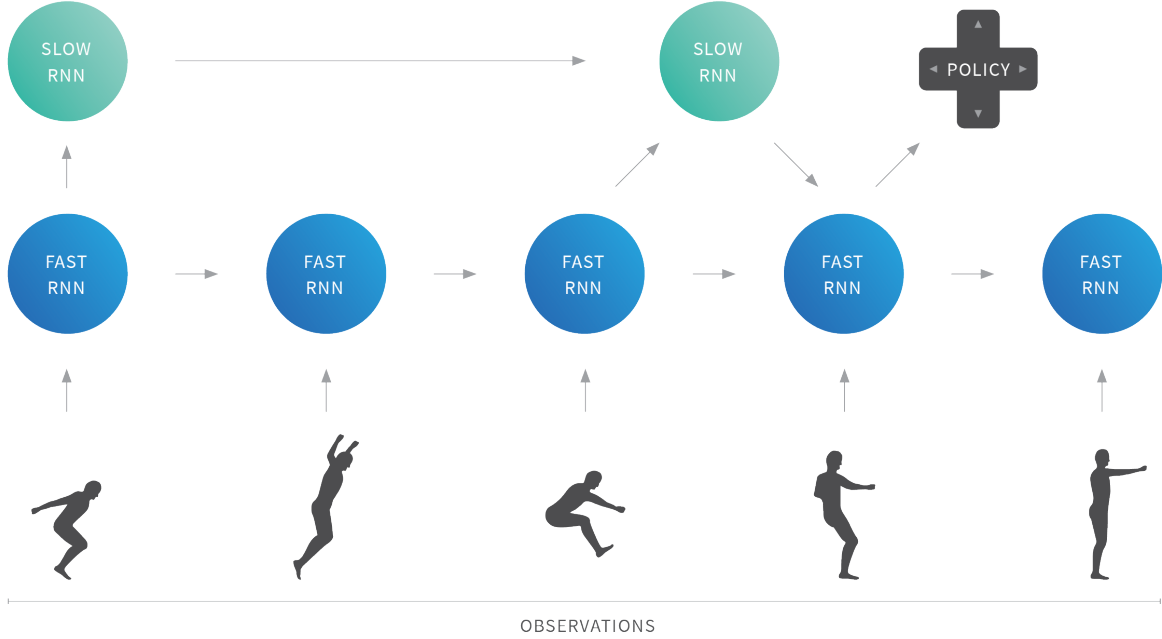 SLOW
RNN
SLOW
RNN
POLICY
FAST
RNN
FAST
RNN
FAST
RNN
FAST
RNN
FAST
RNN
OBSERVATIONS